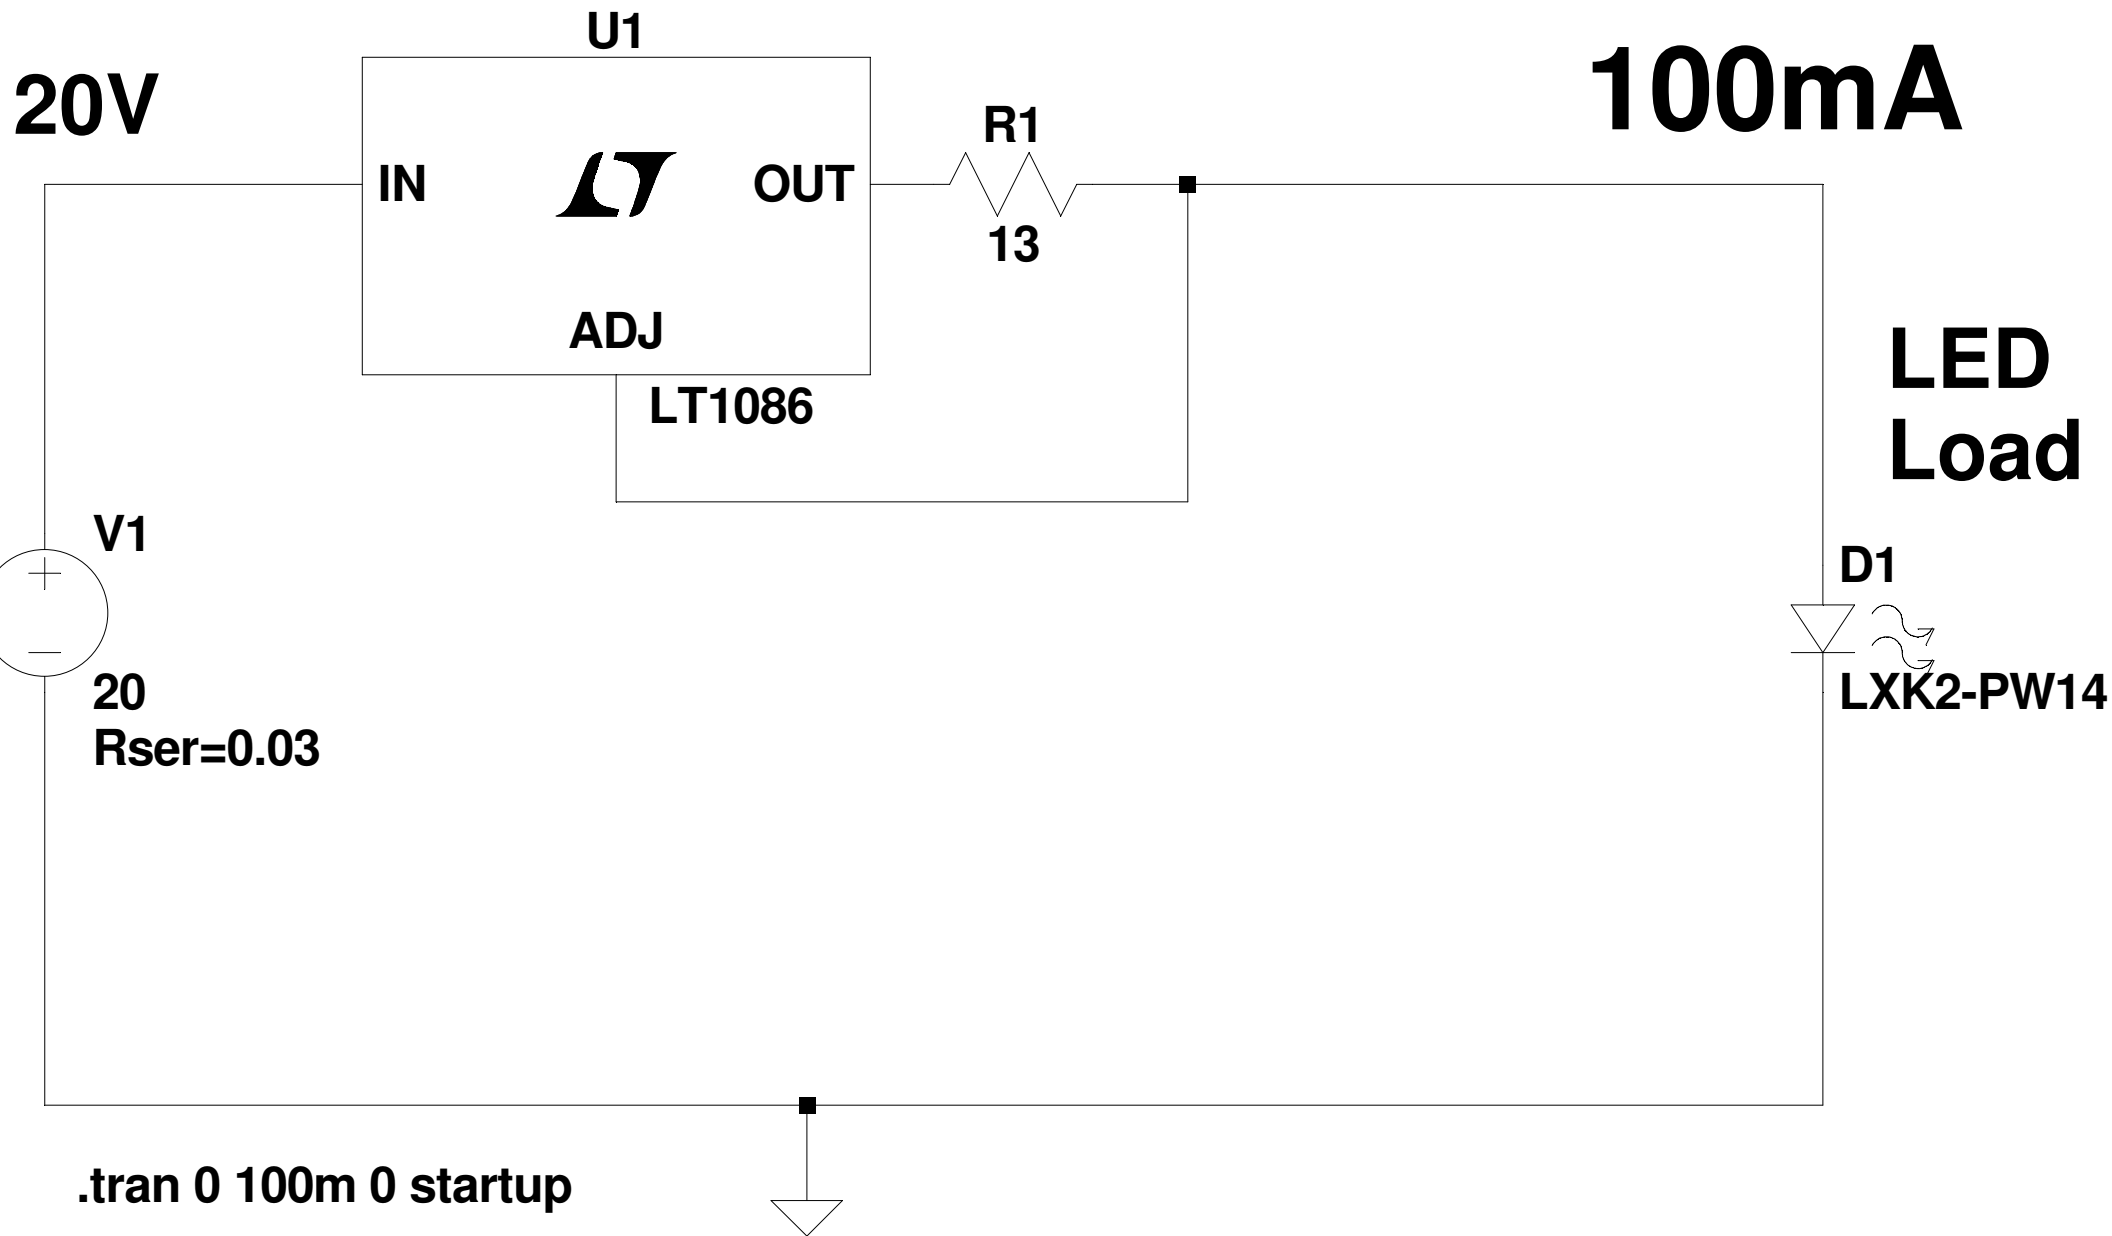 U1
20V
100mA
R1
IN
OUT
13
ADJ
LT1086
LED
Load
V1
+
D1
–
20
LXK2-PW14
Rser=0.03
.tran 0 100m 0 startup